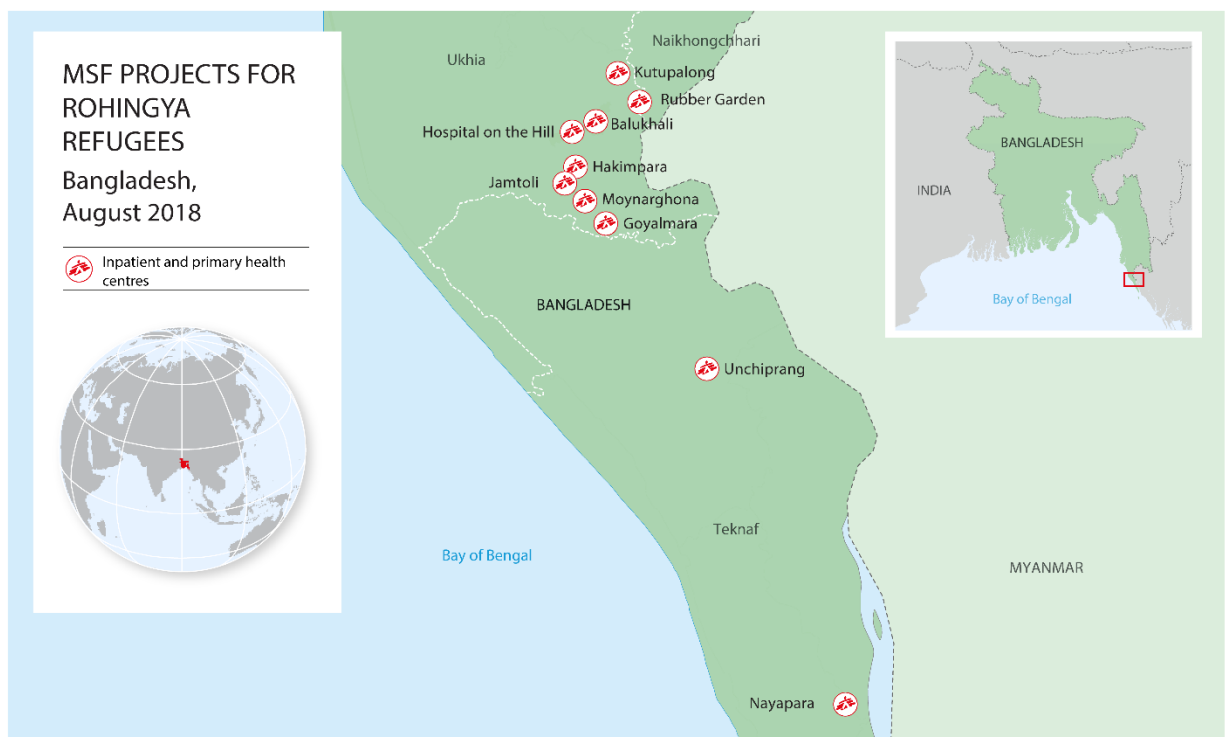 MSF PROJECTS FOR
ROHINGYA
REFUGEES
Bangladesh,
August 2018
Inpatient and primary health
centres
Naikhongchhari
Ukhia
Kutupalong
Rubber Garden
Balukhali
Hospital on the Hill
Hakimpara
Jamtoli
Moynarghona
Goyalmara
BANGLADESH
Unchiprang
Teknaf
Bay of Bengal
MYANMAR
Nayapara
BANGLADESH
INDIA
Bay of Bengal